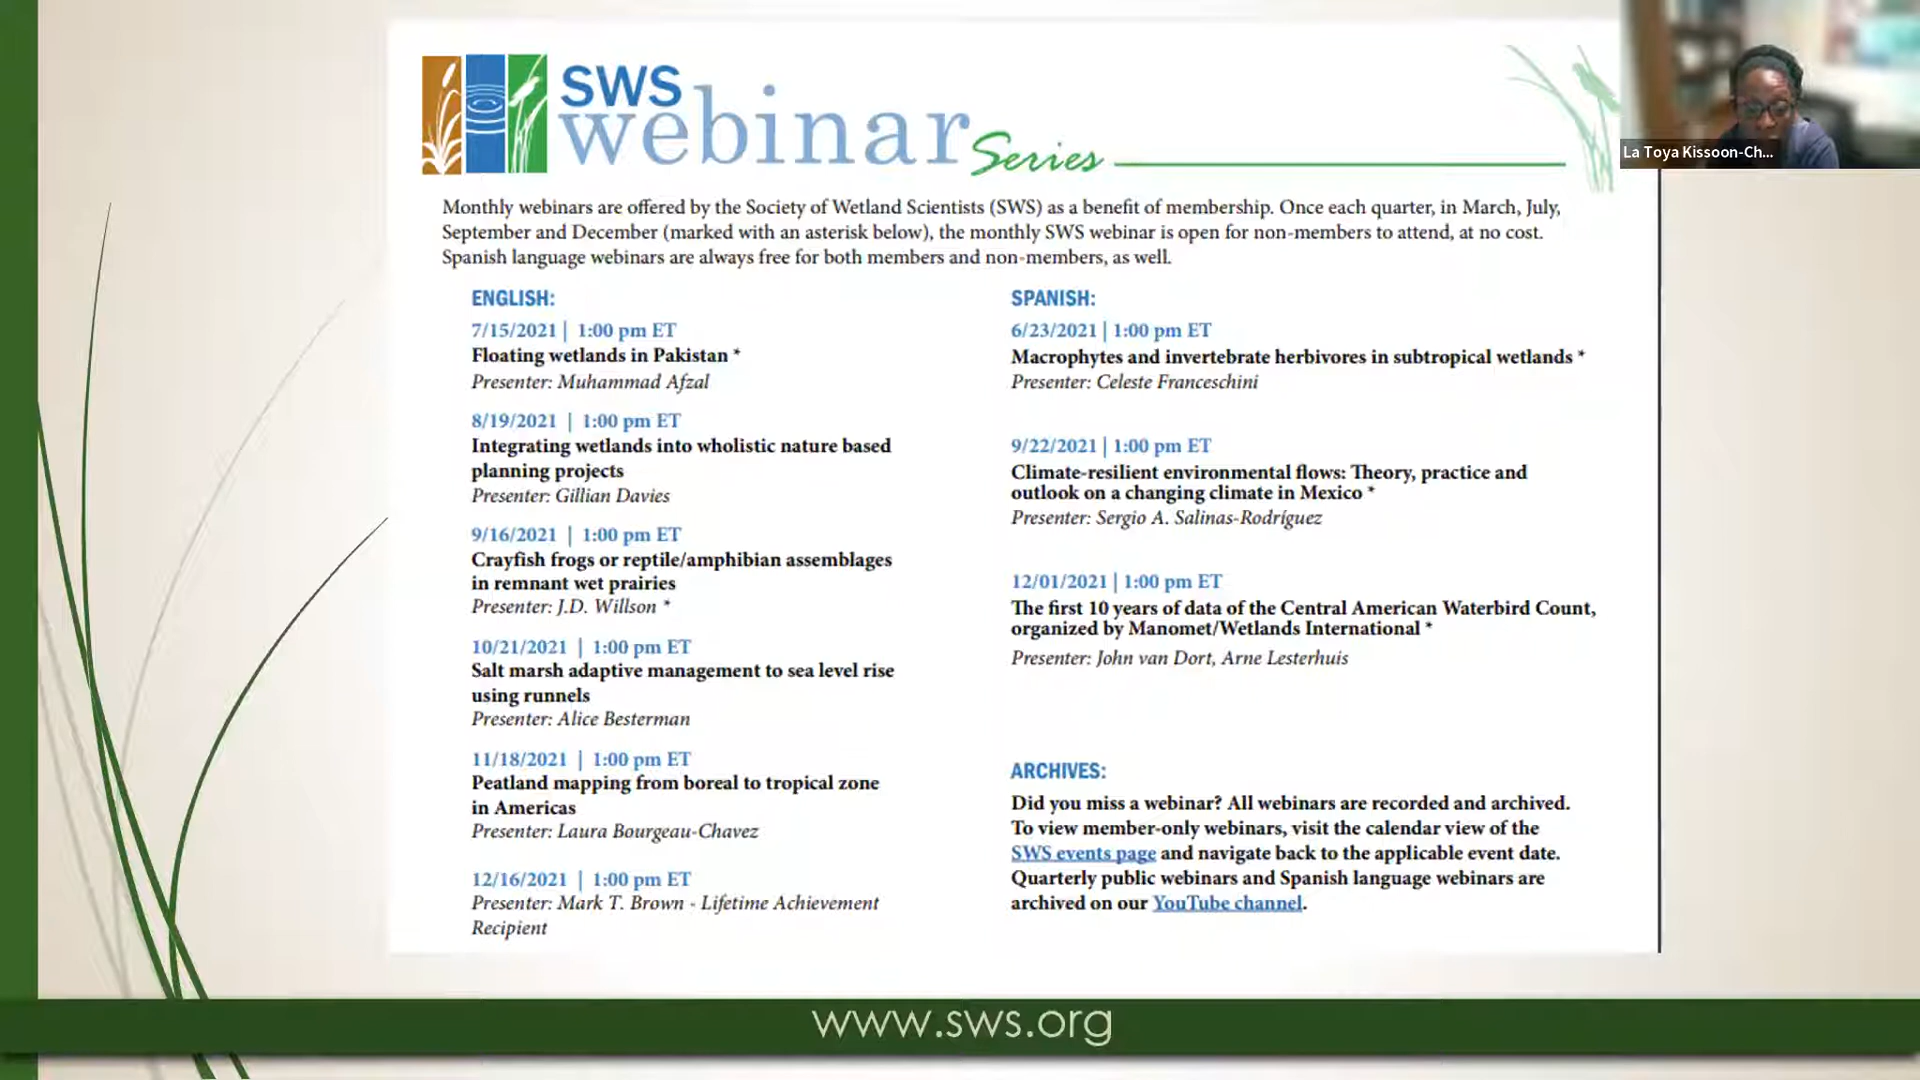 SWS
webinar Series
La Toya Kissoon-Ch...
Monthly webinars are offered by the Society of Wetland Scientists (SWS) as a benefit of membership. Once each quarter, in March, July,
September and December (marked with an asterisk below), the monthly SWS webinar is open for non-members to attend, at no cost.
Spanish language webinars are always free for both members and non-members, as well.
ENGLISH:
7/15/2021 | 1:00 pm ET
Floating wetlands in Pakistan *
Presenter: Muhammad Afzal
8/19/2021 | 1:00 pm ET
Integrating wetlands into wholistic nature based
planning projects
Presenter: Gillian Davies
9/16/2021 | 1:00 pm ET
Crayfish frogs or reptile/amphibian assemblages
in remnant wet prairies
Presenter: J.D. Willson *
10/21/2021 | 1:00 pm ET
Salt marsh adaptive management to sea level rise
using runnels
Presenter: Alice Besterman
11/18/2021 | 1:00 pm ET
Peatland mapping from boreal to tropical zone
in Americas
Presenter: Laura Bourgeau-Chavez
12/16/2021 | 1:00 pm ET
Presenter: Mark T. Brown - Lifetime Achievement
Recipient
SPANISH:
6/23/2021 | 1:00 pm ET
Macrophytes and invertebrate herbivores in subtropical wetlands *
Presenter: Celeste Franceschini
9/22/2021 | 1:00 pm ET
Climate-resilient environmental flows: Theory, practice and
outlook on a changing climate in Mexico *
Presenter: Sergio A. Salinas-Rodríguez
12/01/2021 | 1:00 pm ET
The first 10 years of data of the Central American Waterbird Count,
organized by Manomet/Wetlands International *
Presenter: John van Dort, Arne Lesterhuis
ARCHIVES:
Did you miss a webinar? All webinars are recorded and archived.
To view member-only webinars, visit the calendar view of the
SWS events page and navigate back to the applicable event date.
Quarterly public webinars and Spanish language webinars are
archived on our YouTube channel.
www.sws.org